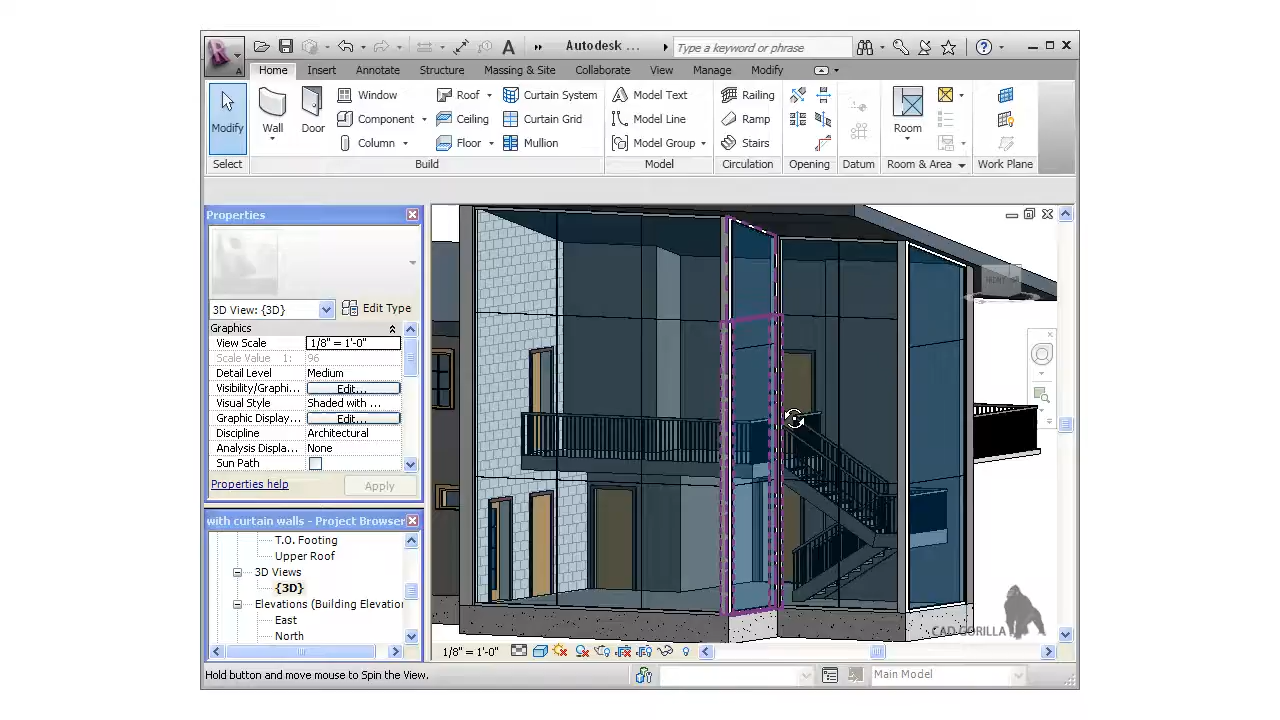 Autodesk ...
Type a keyword or phrase
Home Insert Annotate Structure Massing & Site Collaborate View Manage Modify
Window Roof Curtain System Model Text Railing
Wall Door Component Ceiling Curtain Grid Model Line Ramp Room
Modify
Column Floor Mullion Model Group Stairs
Select Build Model Circulation Opening Datum Room & Area Work Plane
Properties
3D View: {3D} Edit Type
Graphics
View Scale 1/8" = 1'-0"
Scale Value 1: 96
Detail Level Medium
Visibility/Graphi... Edit...
Visual Style Shaded with ...
Graphic Display... Edit...
Discipline Architectural
Analysis Displa... None
Sun Path
Properties help Apply
with curtain walls - Project Browser
T.O. Footing
Upper Roof
3D Views
{3D}
Elevations (Building Elevation
East
North
CAD GORILLA
1/8" = 1'-0"
Hold button and move mouse to Spin the View.
Main Model